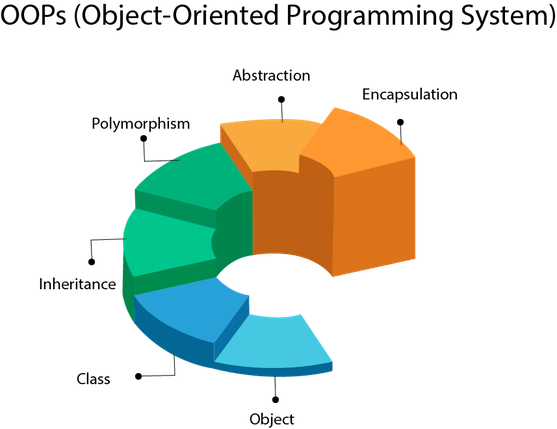 OOPs (Object-Oriented Programming System)
Abstraction
Encapsulation
Polymorphism
Inheritance
Class
Object